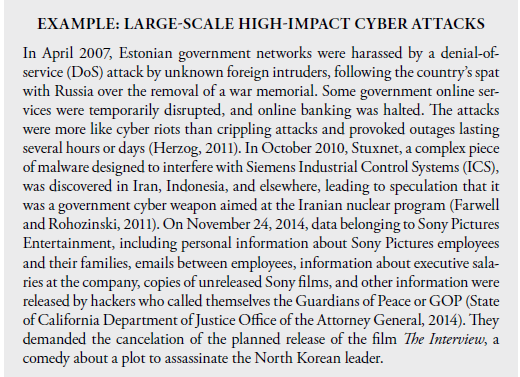 EXAMPLE: LARGE-SCALE HIGH-IMPACT CYBER ATTACKS
In April 2007, Estonian government networks were harassed by a denial-of-
service (DoS) attack by unknown foreign intruders, following the country's spat
with Russia over the removal of a war memorial. Some government online ser-
vices were temporarily disrupted, and online banking was halted. The attacks
were more like cyber riots than crippling attacks and provoked outages lasting
several hours or days (Herzog, 2011). In October 2010, Stuxnet, a complex piece
of malware designed to interfere with Siemens Industrial Control Systems (ICS),
was discovered in Iran, Indonesia, and elsewhere, leading to speculation that it
was a government cyber weapon aimed at the Iranian nuclear program (Farwell
and Rohozinski, 2011). On November 24, 2014, data belonging to Sony Pictures
Entertainment, including personal information about Sony Pictures employees
and their families, emails between employees, information about executive sala-
ries at the company, copies of unreleased Sony films, and other information were
released by hackers who called themselves the Guardians of Peace or GOP (State
of California Department of Justice Office of the Attorney General, 2014). They
demanded the cancelation of the planned release of the film The Interview, a
comedy about a plot to assassinate the North Korean leader.